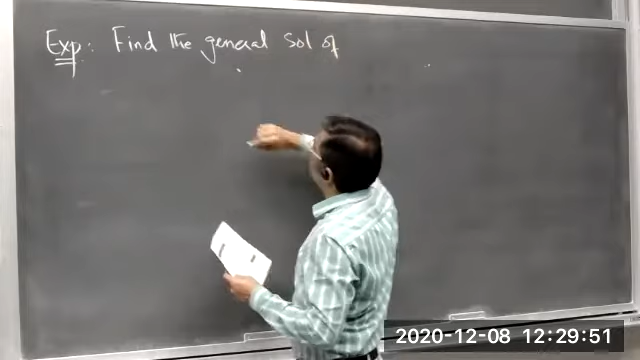 Exp: Find the general Sol of
2020-12-08 12:29:51